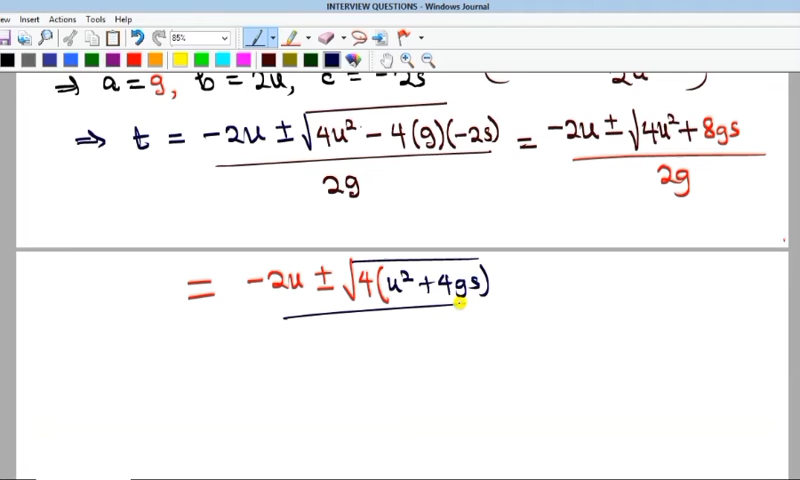 INTERVIEW QUESTIONS - Windows Journal
Insert Actions Tools Help
85%
⇒ a = g, b = 2u, c = -2s
⇒ t = -2u ± √4u² - 4(g)(-2s) / 2g = -2u ± √4u² + 8gs / 2g
= -2u ± √4(u² + 4gs)